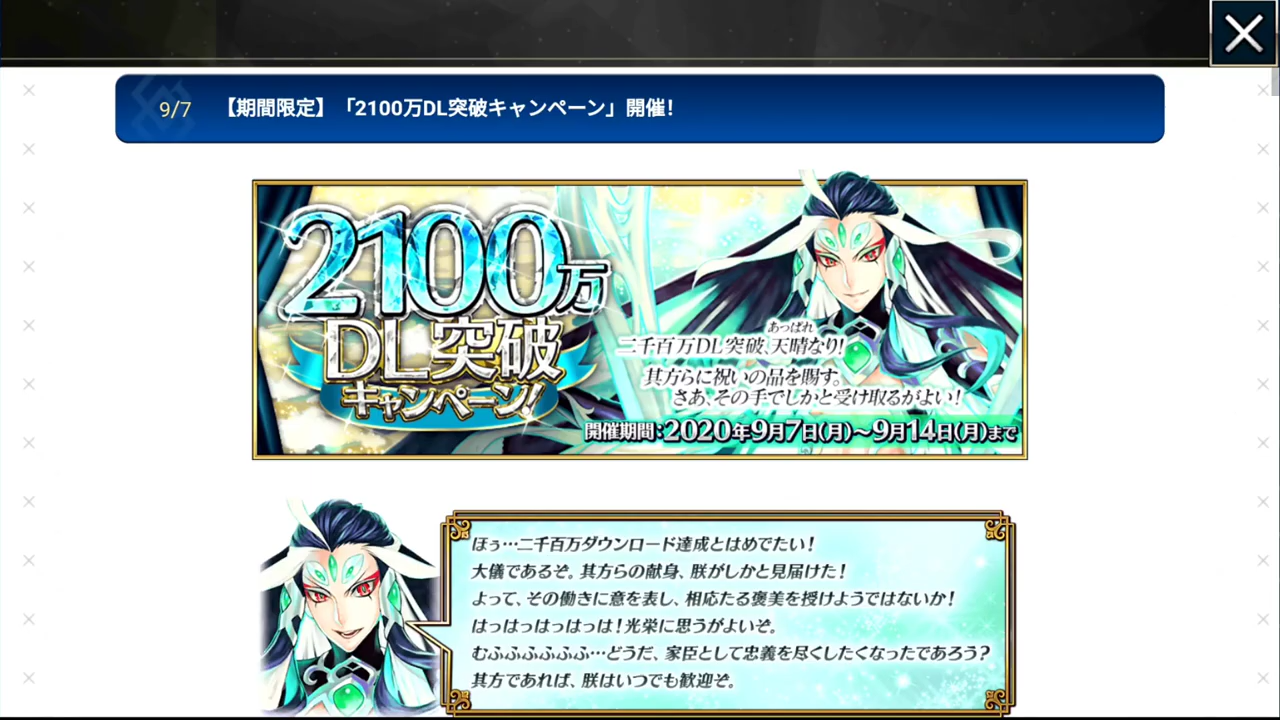 9/7 【期間限定】「2100万DL突破キャンペーン」開催!
2100万
DL突破
キャンペーン!
あっぱれ
二千百万DL突破、天晴なり!
其方らに祝いの品を賜す。
さあ、その手でしかと受け取るがよい!
開催期間:2020年9月7日(月)~9月14日(月)まで
ほぅ…二千百万ダウンロード達成とはめでたい!
大儀であるぞ。其方らの献身、朕がしかと見届けた!
よって、その働きに意を表し、相応たる褒美を授けようではないか!
はっはっはっはっは!光栄に思うがよいぞ。
むふふふふふふ…どうだ、家臣として忠義を尽くしたくなったであろう?
其方であれば、朕はいつでも歓迎ぞ。